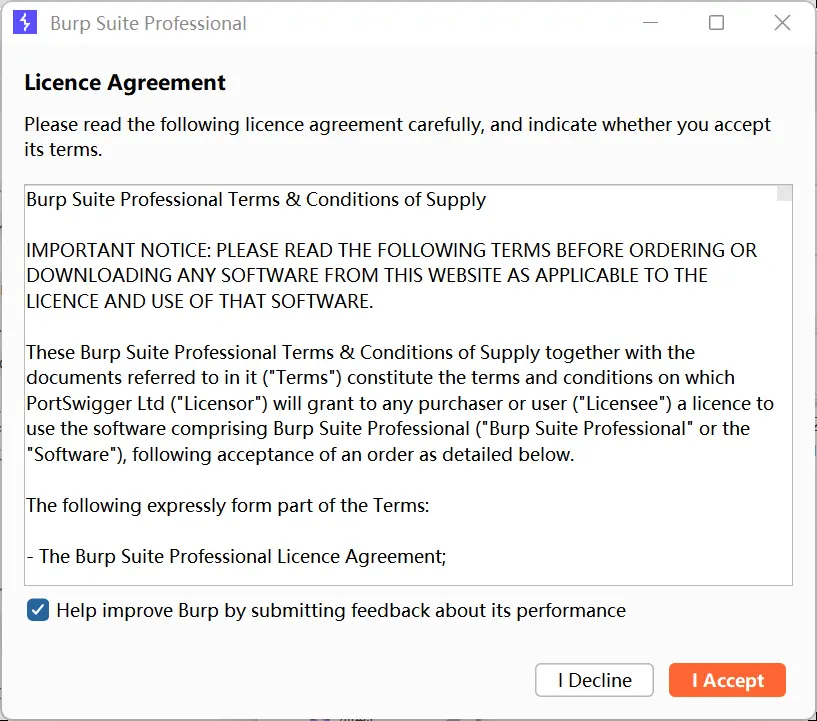 Burp Suite Professional
Licence Agreement
Please read the following licence agreement carefully, and indicate whether you accept
its terms.
Burp Suite Professional Terms & Conditions of Supply
IMPORTANT NOTICE: PLEASE READ THE FOLLOWING TERMS BEFORE ORDERING OR
DOWNLOADING ANY SOFTWARE FROM THIS WEBSITE AS APPLICABLE TO THE
LICENCE AND USE OF THAT SOFTWARE.
These Burp Suite Professional Terms & Conditions of Supply together with the
documents referred to in it ("Terms") constitute the terms and conditions on which
PortSwigger Ltd ("Licensor") will grant to any purchaser or user ("Licensee") a licence to
use the software comprising Burp Suite Professional ("Burp Suite Professional" or the
"Software"), following acceptance of an order as detailed below.
The following expressly form part of the Terms:
- The Burp Suite Professional Licence Agreement;
Help improve Burp by submitting feedback about its performance
I Decline
I Accept